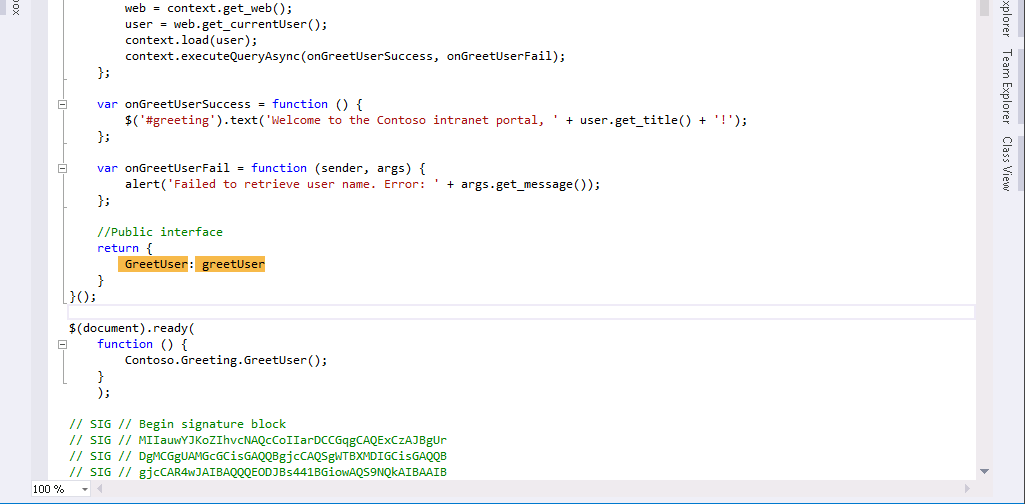 web = context.get_web();
user = web.get_currentUser();
context.load(user);
context.executeQueryAsync(onGreetUserSuccess, onGreetUserFail);
};
var onGreetUserSuccess = function () {
$('#greeting').text('Welcome to the Contoso intranet portal, ' + user.get_title() + '!');
};
var onGreetUserFail = function (sender, args) {
alert('Failed to retrieve user name. Error: ' + args.get_message());
};
//Public interface
return {
GreetUser: greetUser
}
}();
$(document).ready(
function () {
Contoso.Greeting.GreetUser();
}
);
// SIG // Begin signature block
// SIG // MIIauwYJKoZIhvcNAQcCoIIarDCCGqgCAQExCzAJBgUr
// SIG // DgMCGgUAMGcGCisGAQQBgjcCAQSgWTBXMDIGCisGAQQB
// SIG // gjcCAR4wJAIBAQQQEODJBs441BGiowAQS9NQkAIBAAIB
100 %
box
xplorer
Team Explorer
Class View